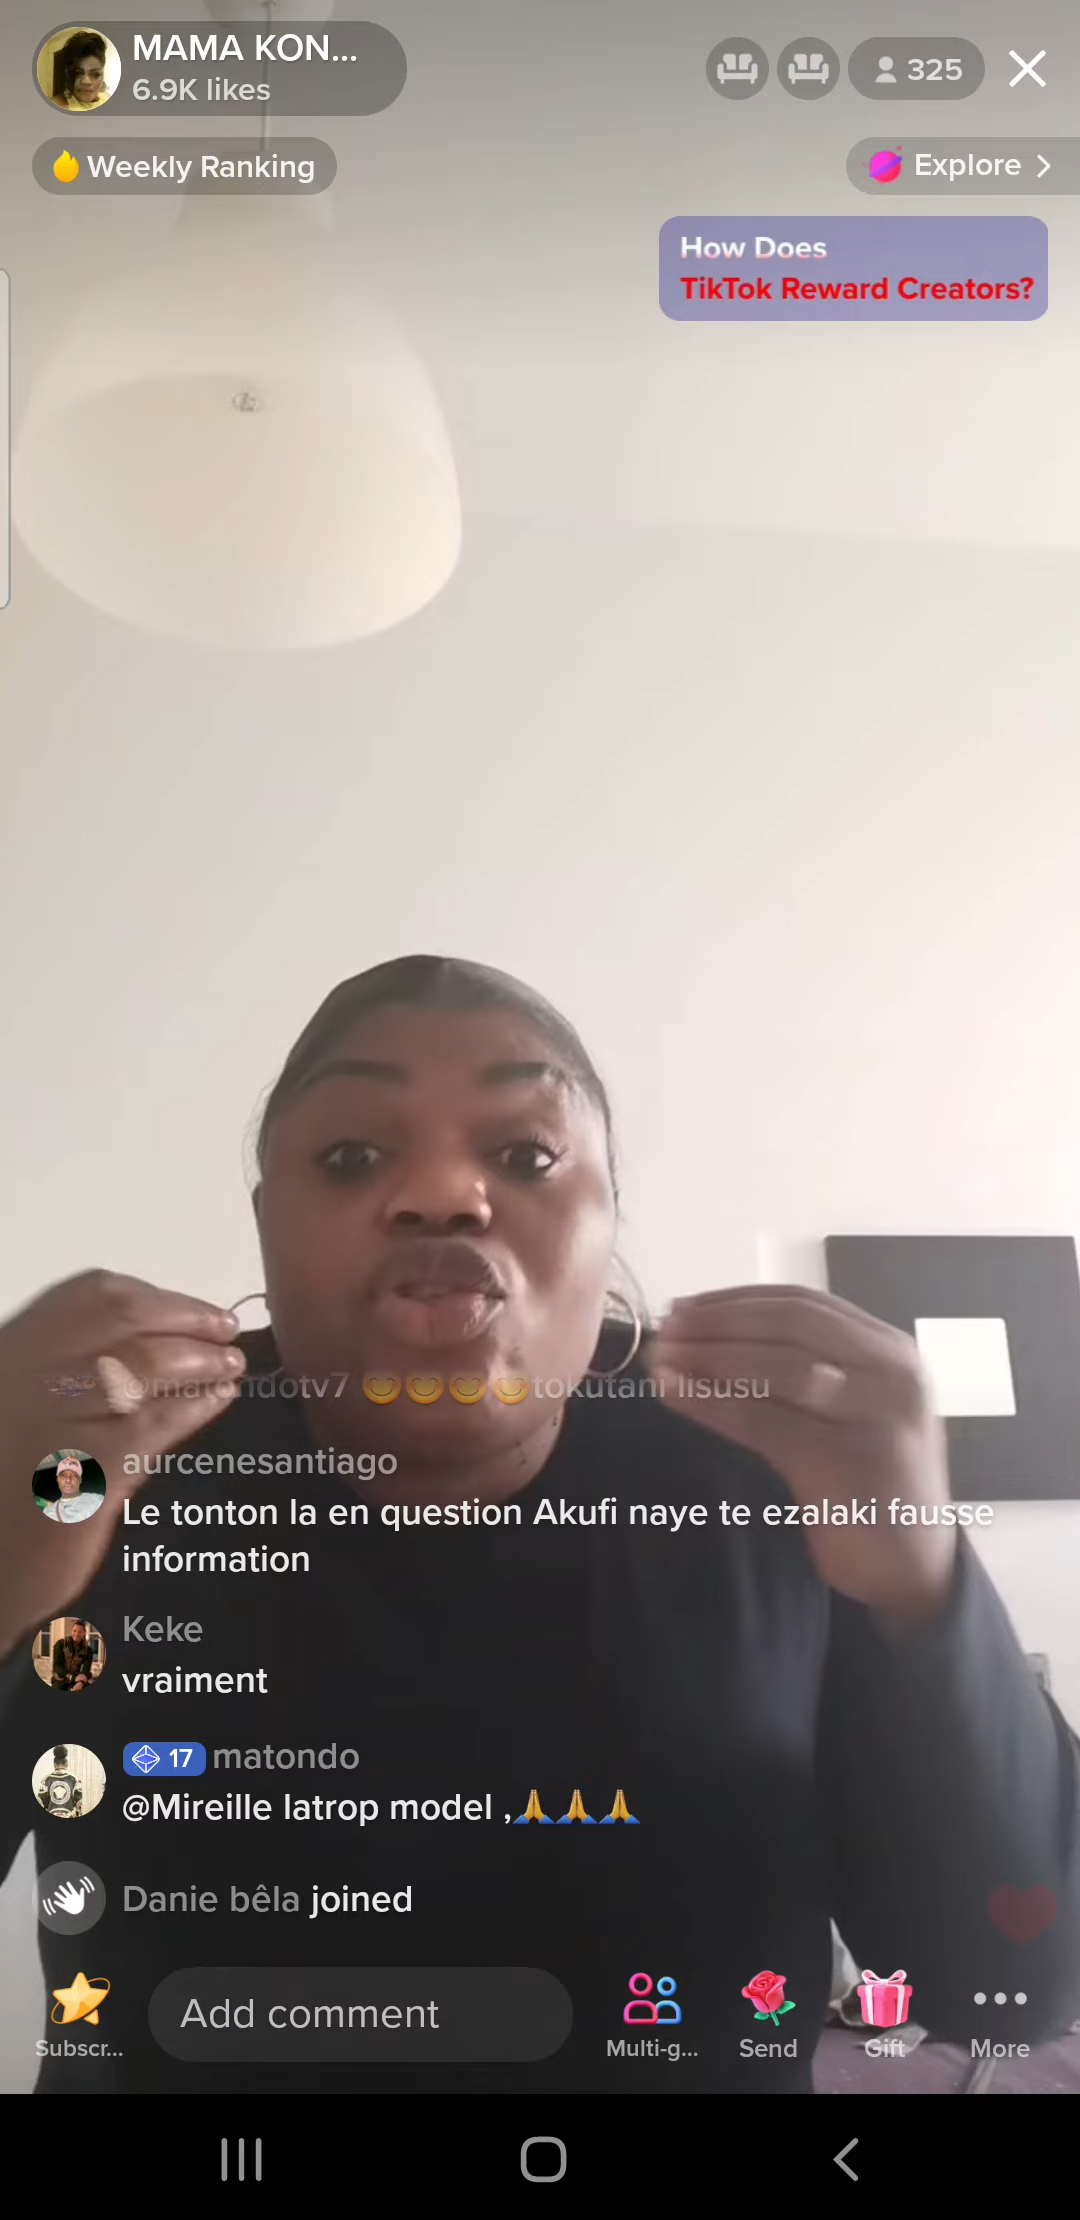 MAMA KON...
6.9K likes
325
Weekly Ranking
Explore
How Does
TikTok Reward Creators?
@matondotv7 😊😊😊😊tokutani lisusu
aurcenesantiago
Le tonton la en question Akufi naye te ezalaki fausse
information
Keke
vraiment
17 matondo
@Mireille latrop model ,🙏🙏🙏
Danie bêla joined
Add comment
Subscr...
Multi-g...
Send
Gift
More